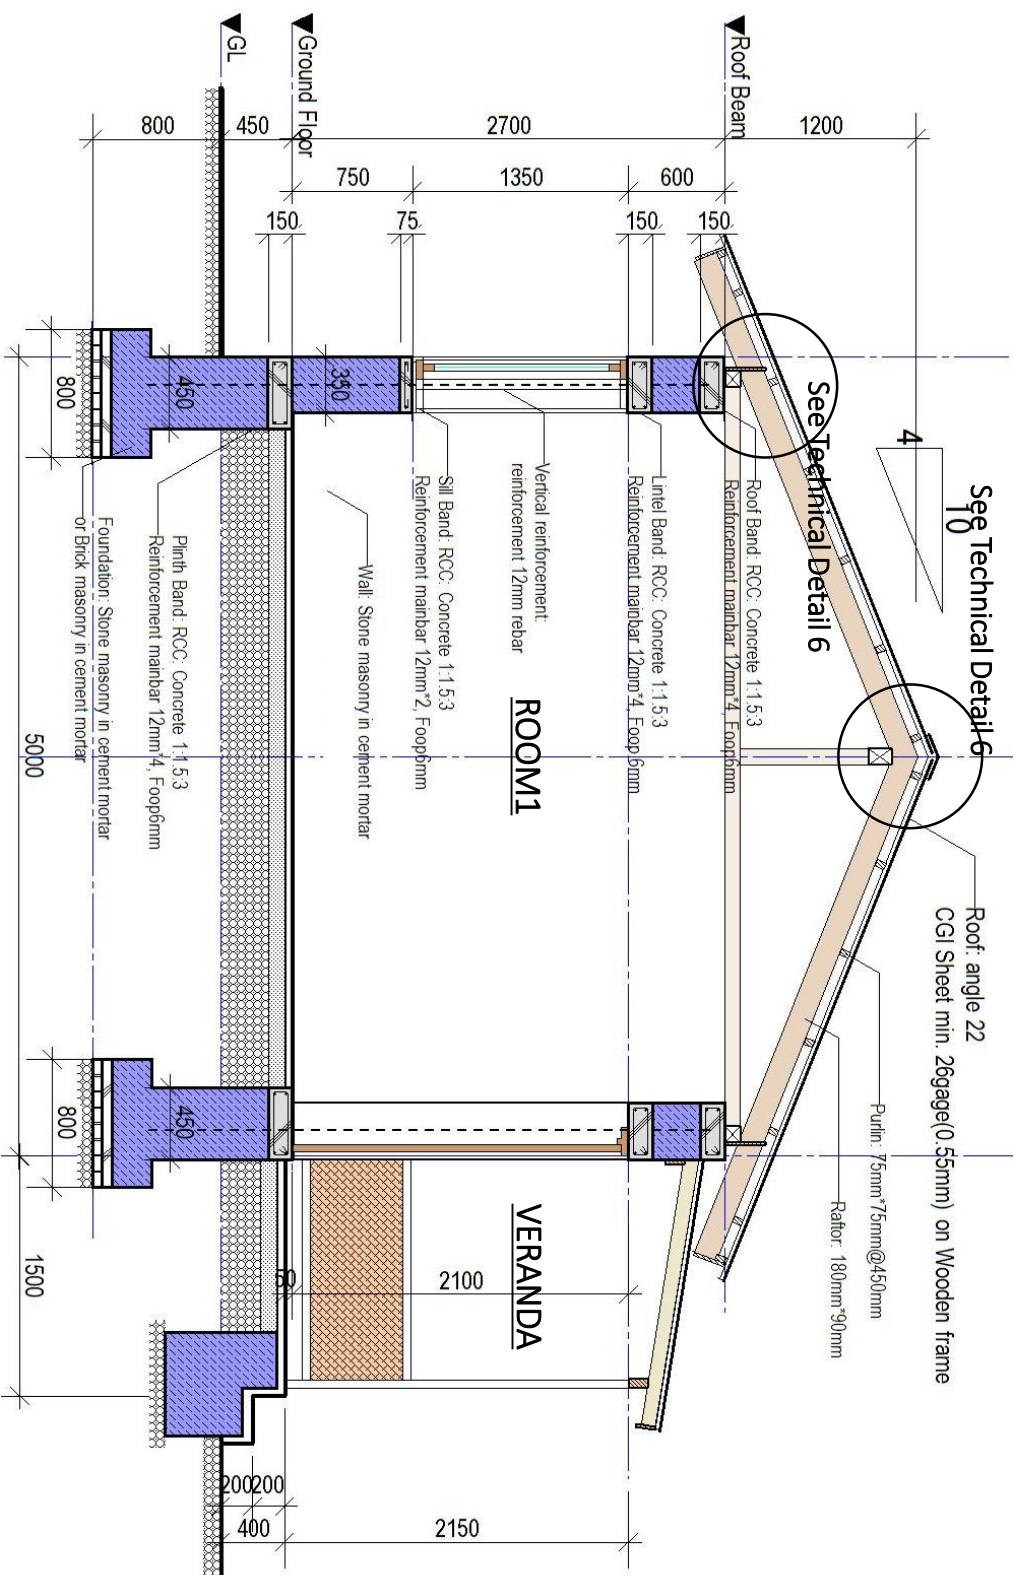 See Technical Detail 6
10
4
See Technical Detail 6
Roof: angle 22
CGI Sheet min. 26gage(0.55mm) on Wooden frame
Purlin: 75mm*75mm@450mm
Raftor: 180mm*90mm
Roof Band: RCC: Concrete 1:1.5:3
Reinforcement mainbar 12mm*4, Foop6mm
Lintel Band: RCC: Concrete 1:1.5:3
Reinforcement mainbar 12mm*4, Foop 6mm
Vertical reinforcement:
reinforcement 12mm rebar
Sill Band: RCC: Concrete 1:1.5:3
Reinforcement mainbar 12mm*2, Foop6mm
Wall: Stone masonry in cement mortar
Plinth Band: RCC: Concrete 1:1.5:3
Reinforcement mainbar 12mm*4, Foop6mm
Foundation: Stone masonry in cement mortar
or Brick masonry in cement mortar
ROOM1
VERANDA
Roof Beam
Ground Floor
GL
1200
2700
450
800
600
1350
750
150
150
75
150
350
450
800
450
800
5000
1500
2100
50
2150
200
200
400